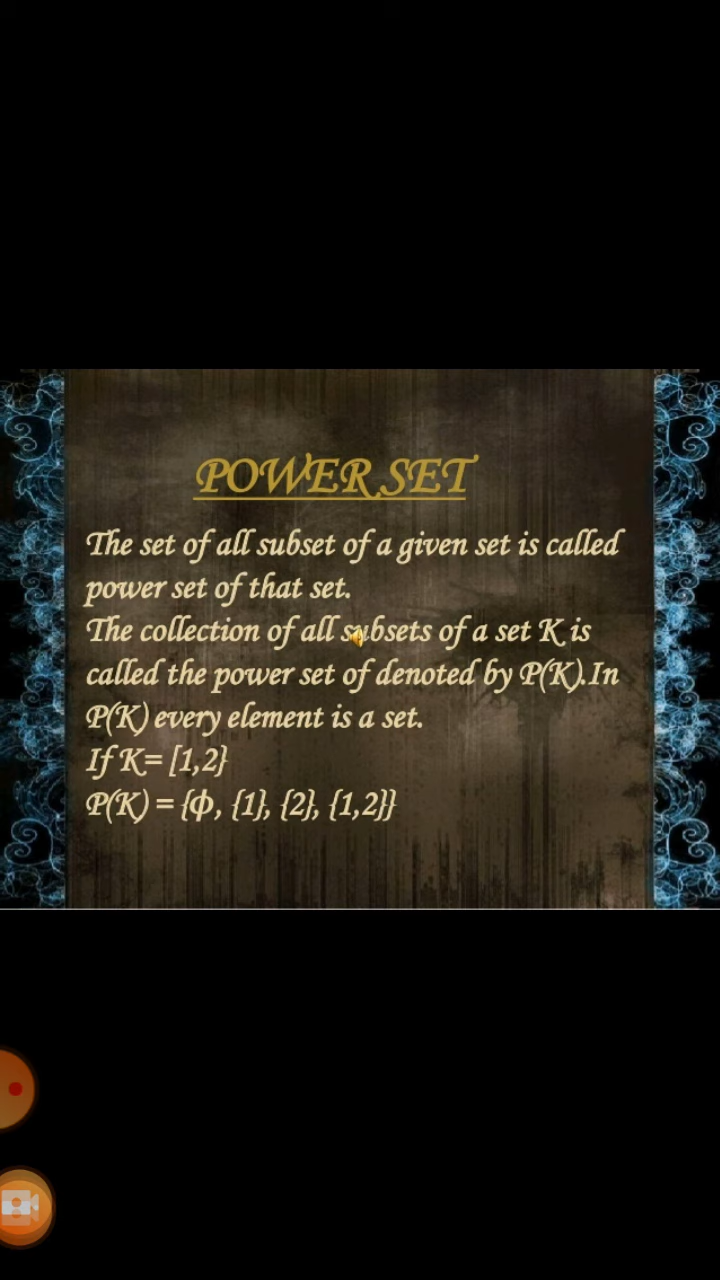 POWER SET
The set of all subset of a given set is called
power set of that set.
The collection of all subsets of a set K is
called the power set of denoted by P(K).In
P(K) every element is a set.
If K= [1,2}
P(K) = {ϕ, {1}, {2}, {1,2}}